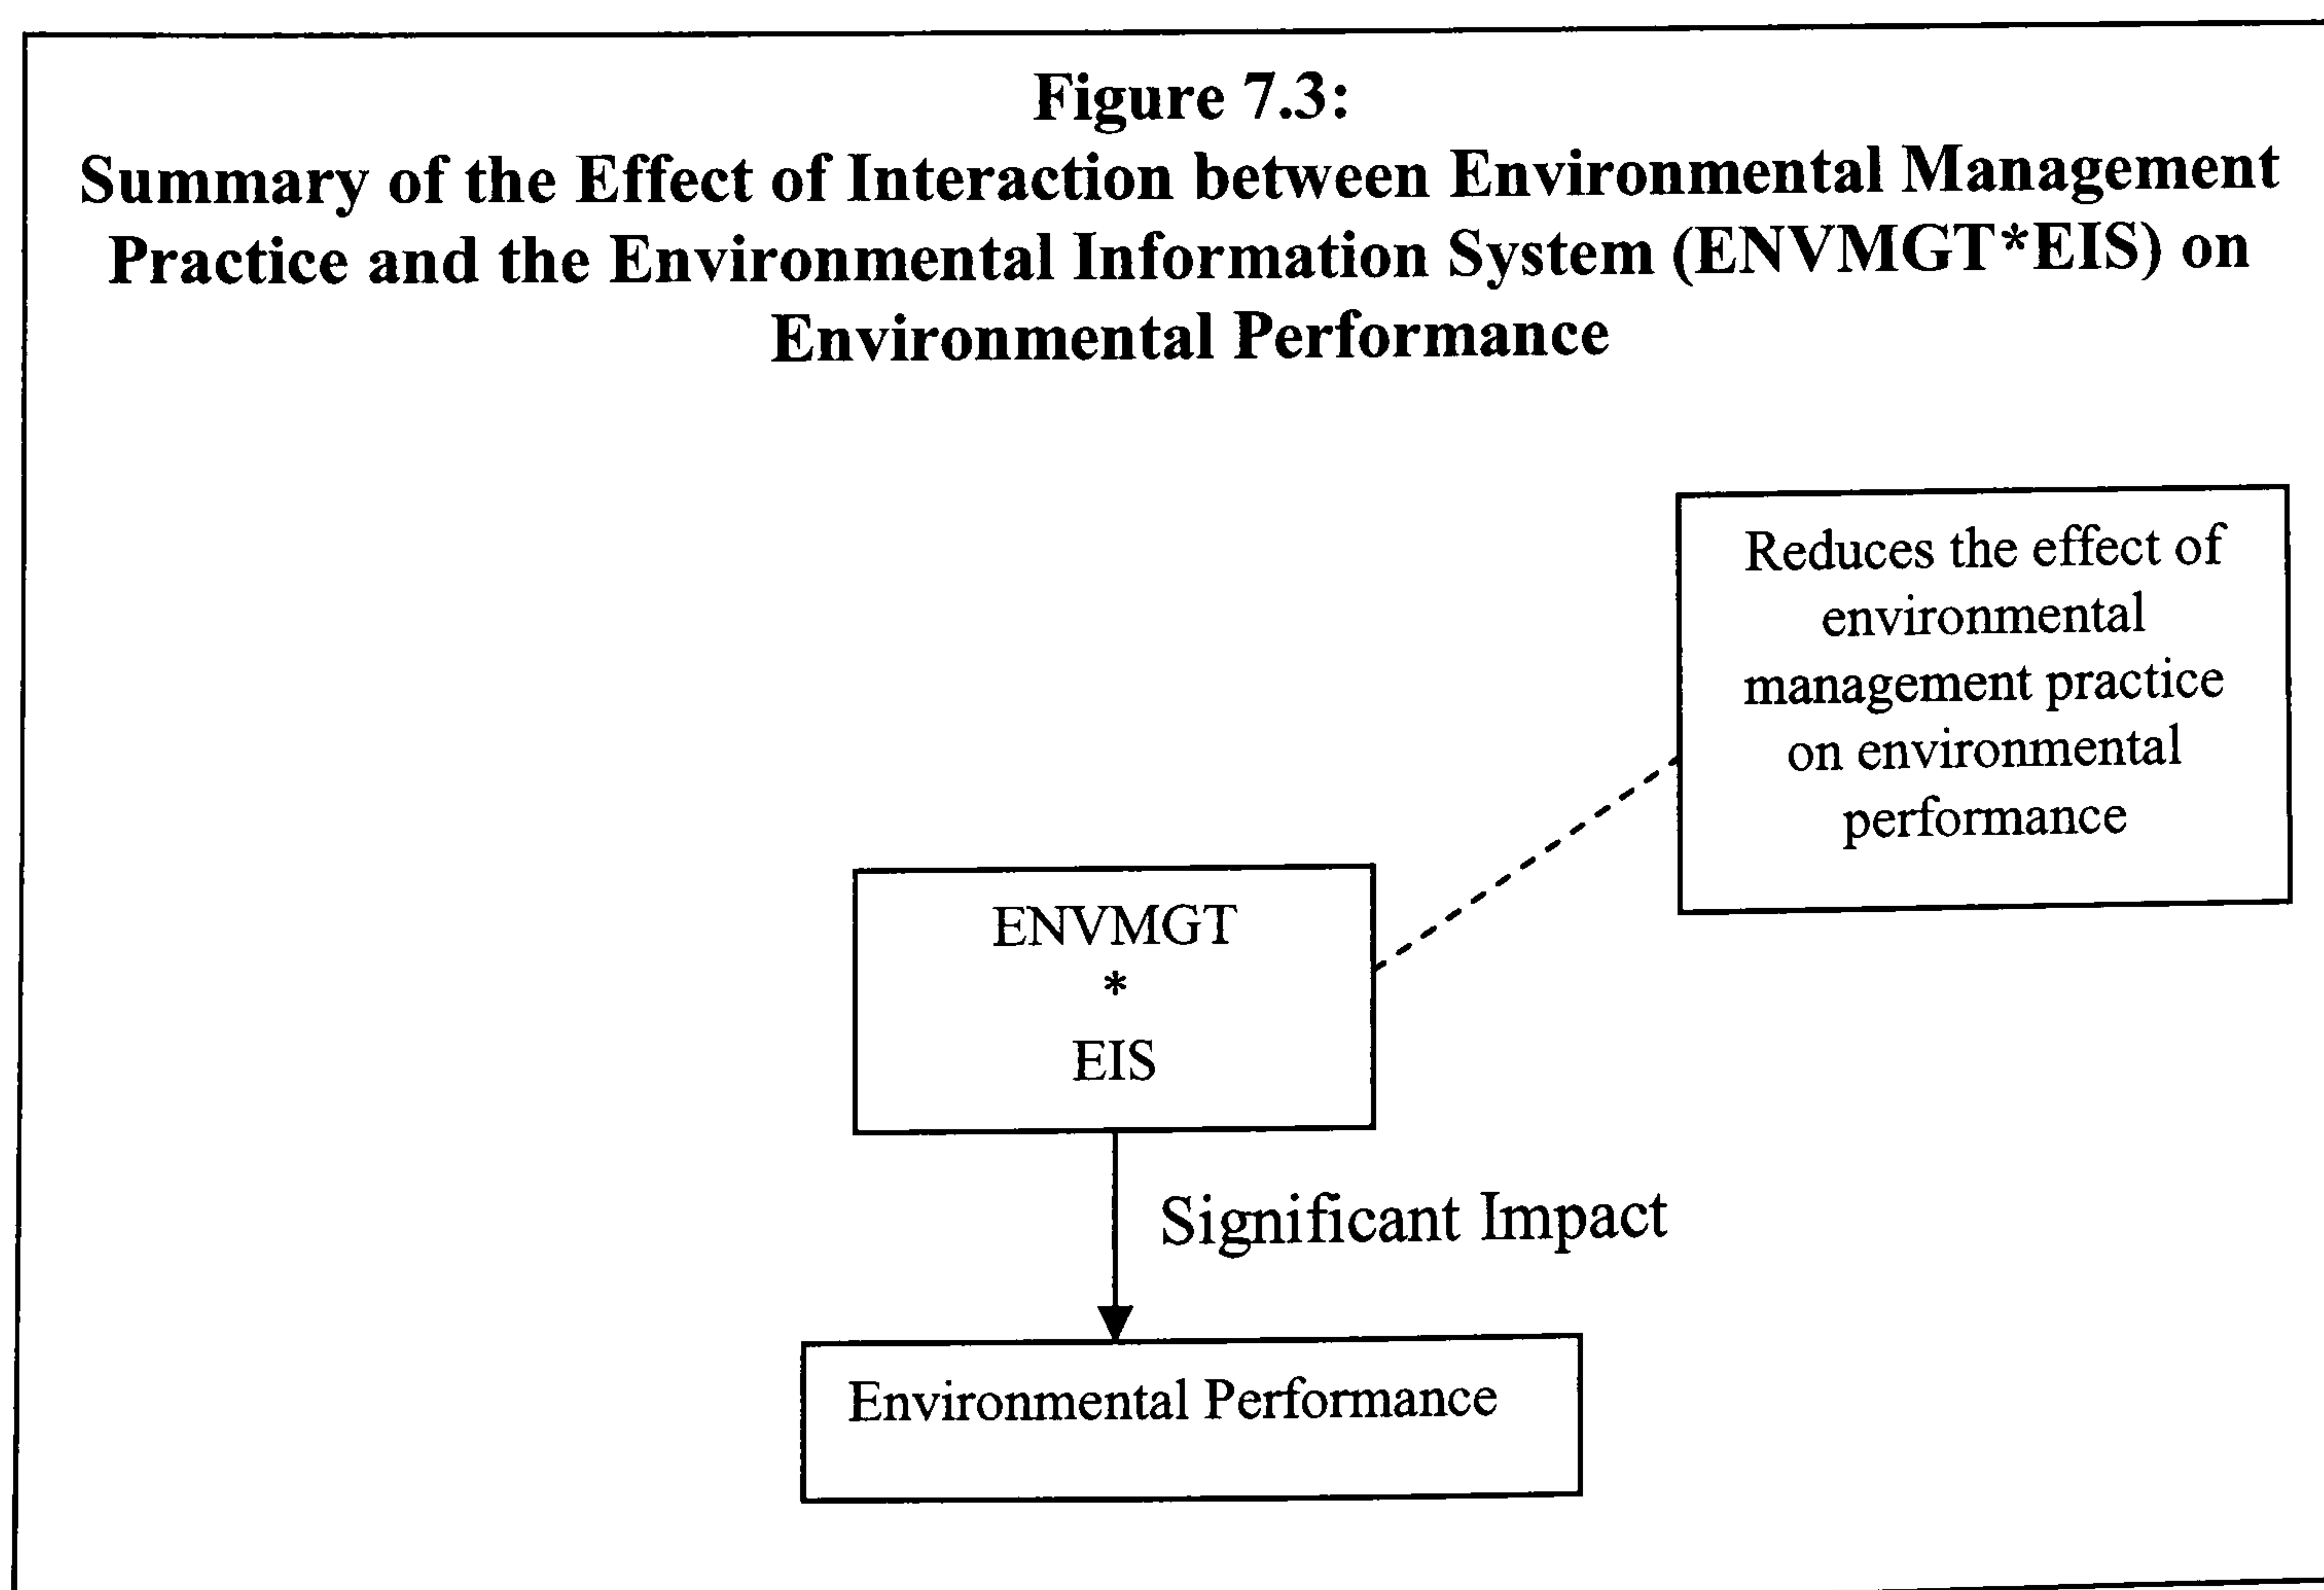 Figure 7.3:
Summary of the Effect of Interaction between Environmental Management
Practice and the Environmental Information System (ENVMGT*EIS) on
Environmental Performance
Reduces the effect of
environmental
management practice
on environmental
performance
ENVMGT
*
EIS
Significant Impact
Environmental Performance